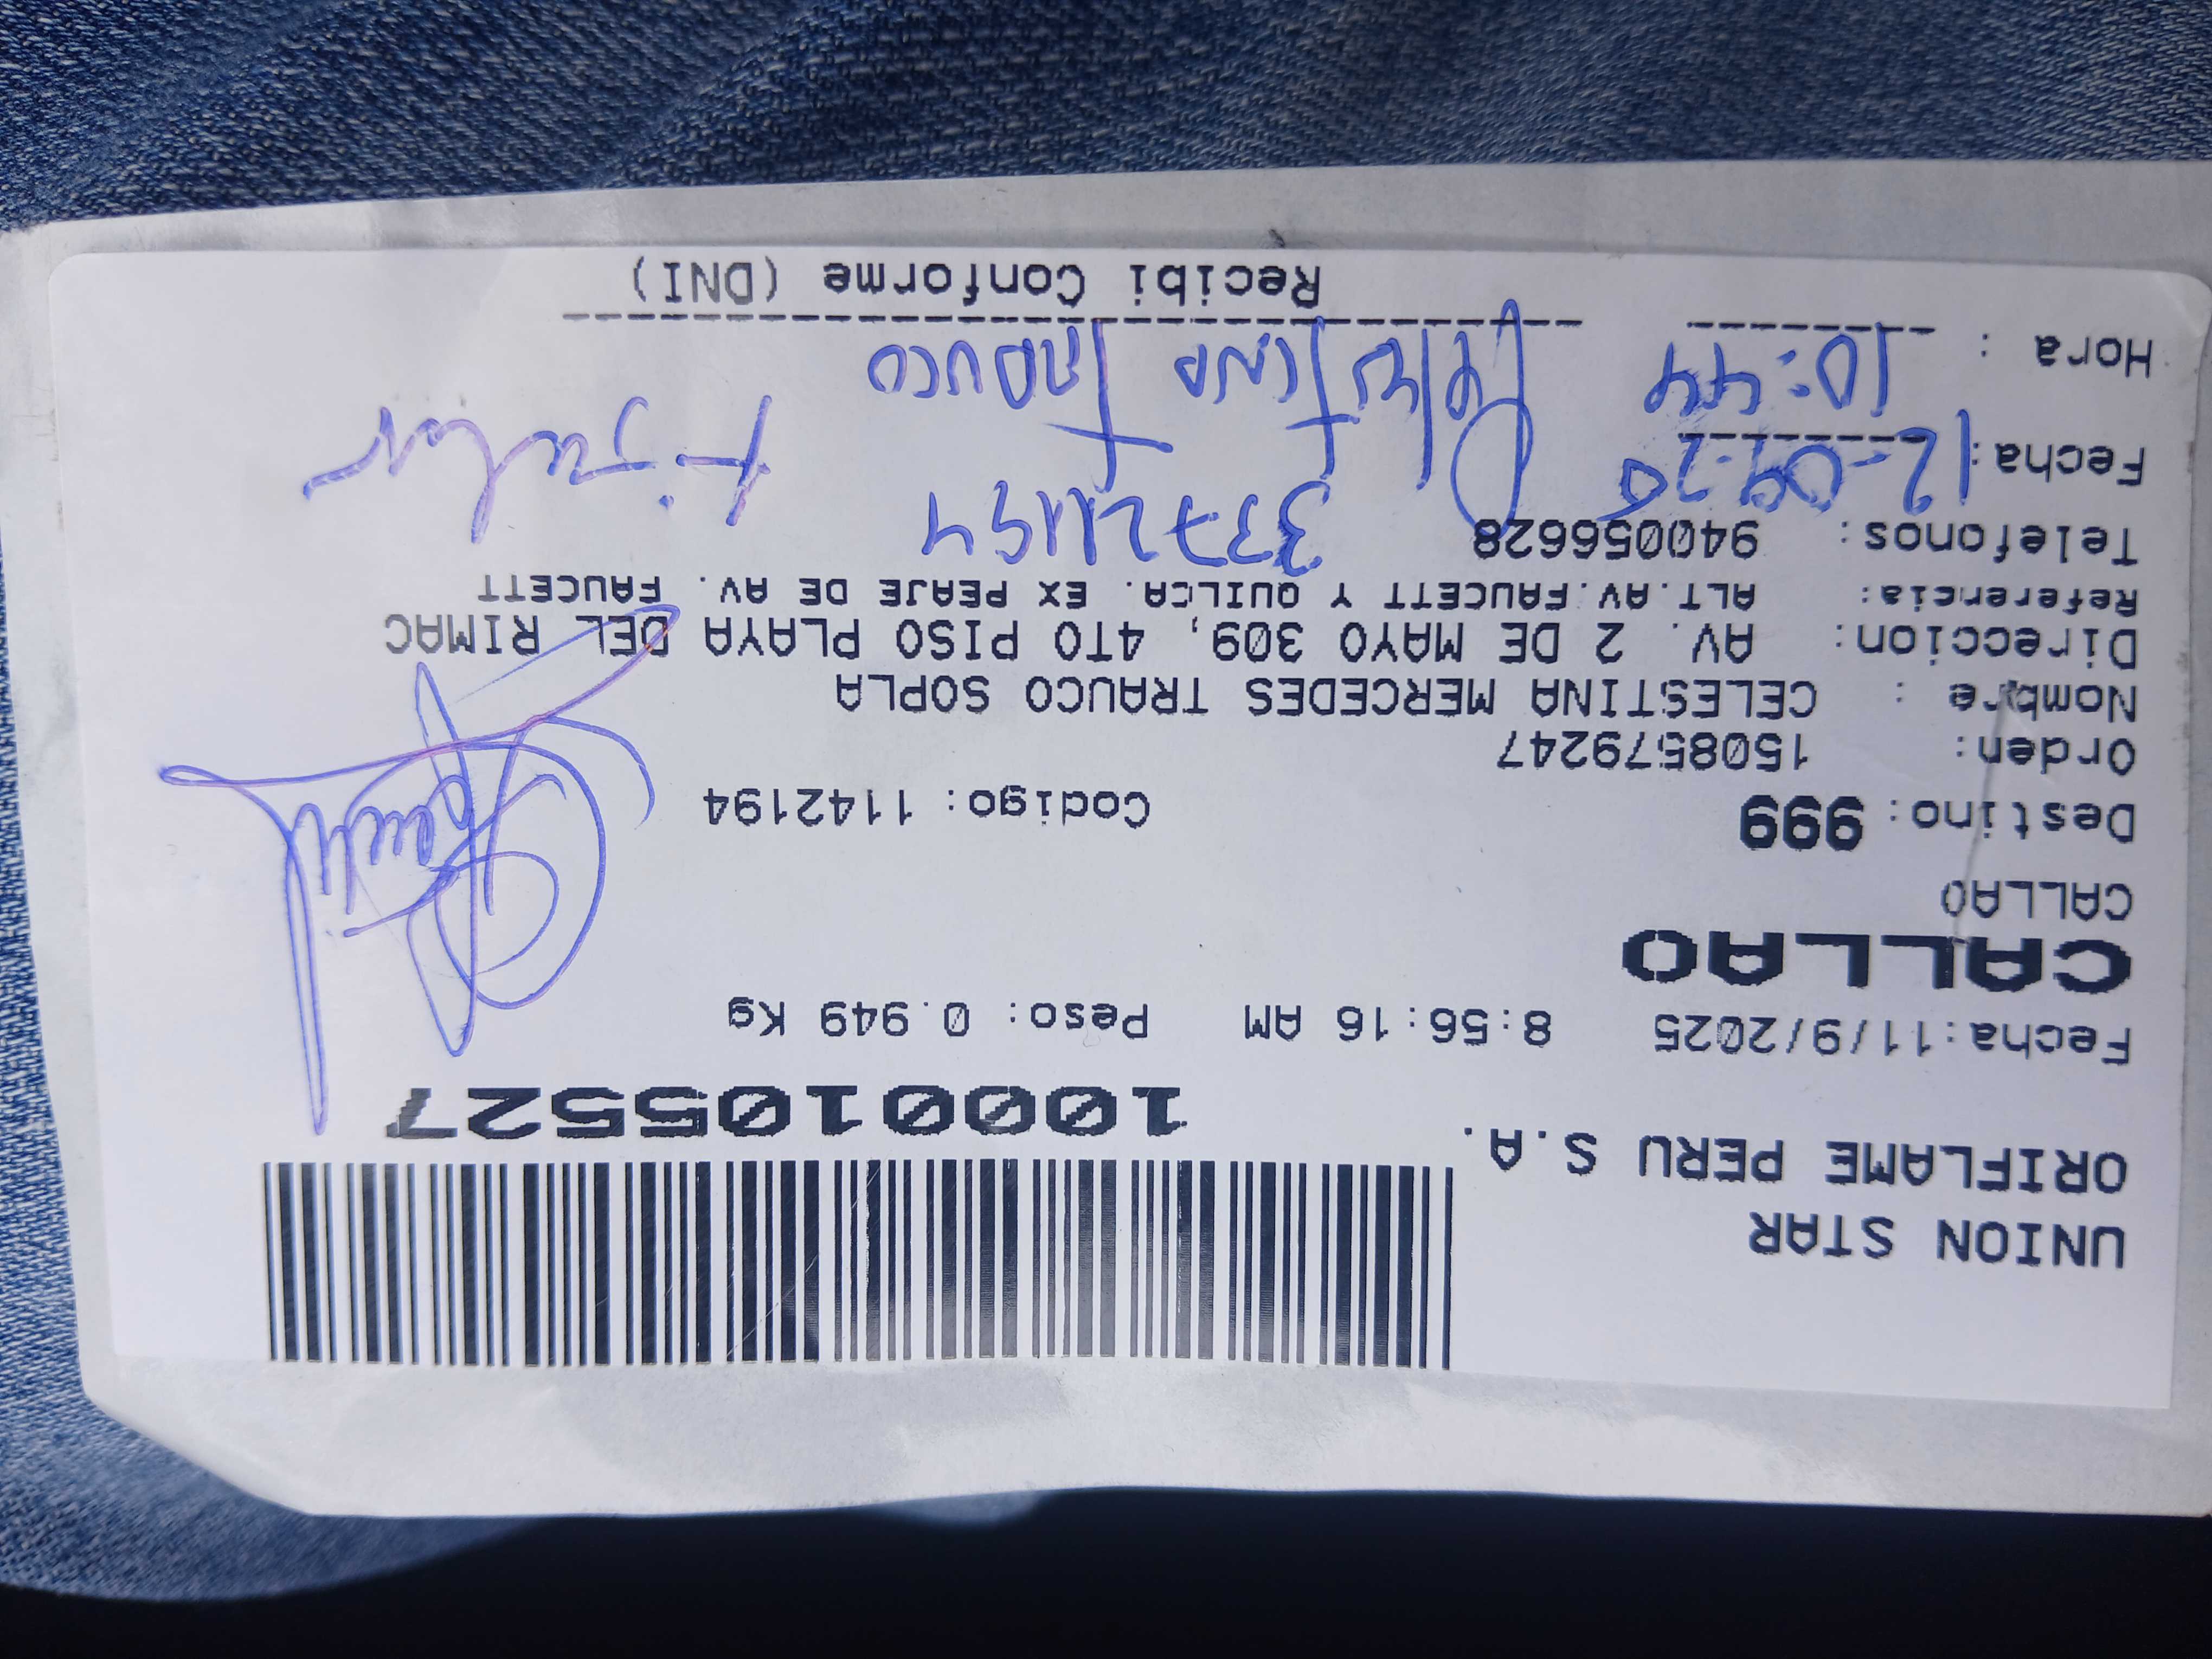 UNION STAR
ORIFLAME PERU S.A.
1000105527
Fecha:11/9/2025 8:56:16 AM Peso: 0.949 Kg
CALLAO
CALLAO
Destino: 999 Codigo: 1142194
Orden: 1508579247
Nombre : CELESTINA MERCEDES TRAUCO SOPLA
Direccion: AV. 2 DE MAYO 309, 4TO PISO PLAYA DEL RIMAC
Referencia: ALT.AV.FAUCETT Y QUILCA. EX PEAJE DE AV. FAUCETT
Telefonos: 940056628
Fecha: 12-09-25
Hora : 10:44 Trauco titular
Recibi Conforme (DNI)